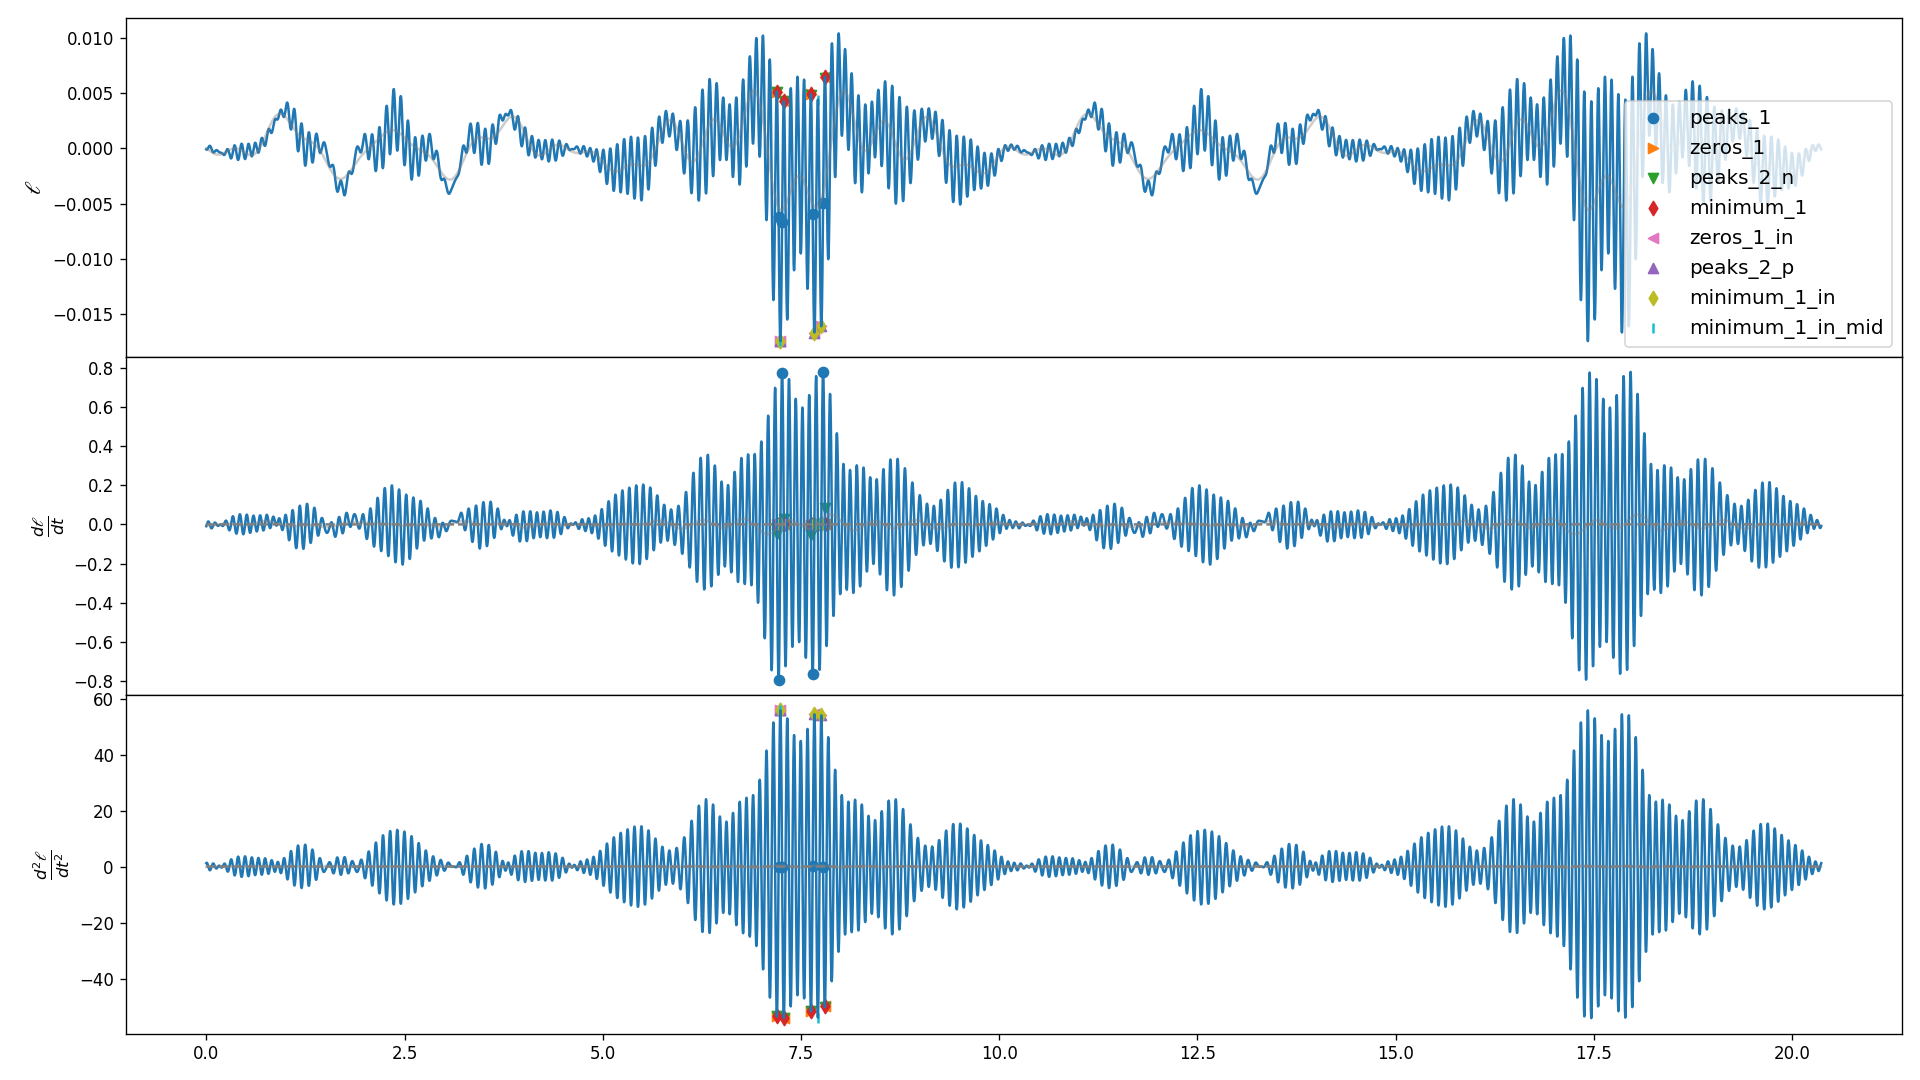 0.010
0.005
0.000
−0.005
−0.010
−0.015
ℓ
peaks_1
zeros_1
peaks_2_n
minimum_1
zeros_1_in
peaks_2_p
minimum_1_in
minimum_1_in_mid
0.8
0.6
0.4
0.2
0.0
−0.2
−0.4
−0.6
−0.8
dℓ
dt
60
40
20
0
−20
−40
d²ℓ
dt²
0.0 2.5 5.0 7.5 10.0 12.5 15.0 17.5 20.0